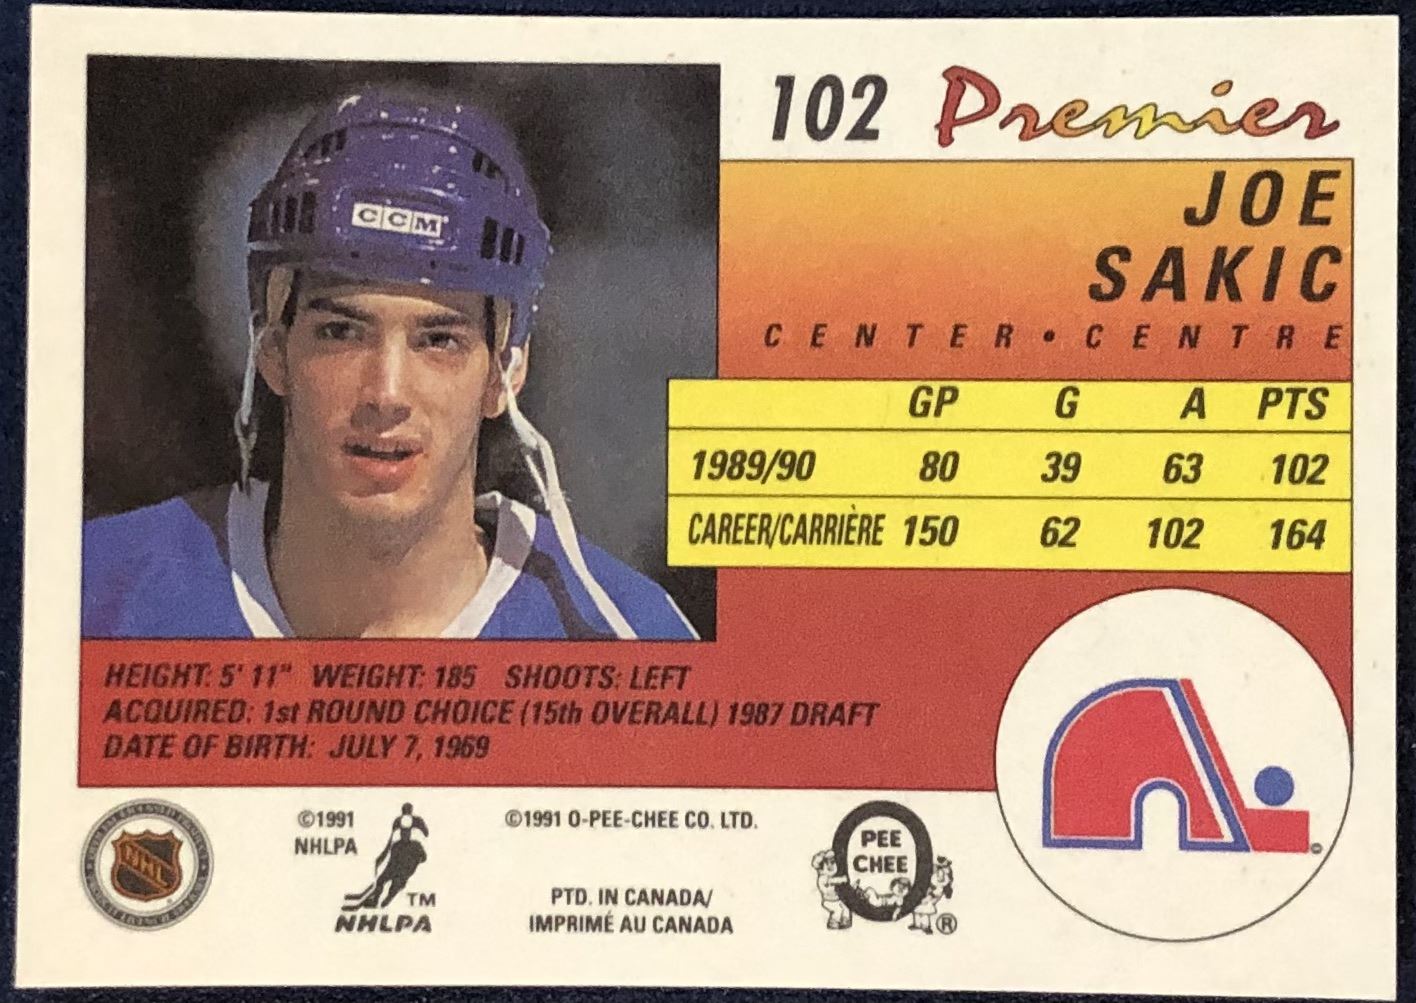 102 Premier
JOE
SAKIC
CENTER • CENTRE
CCM
GP G A PTS
1989/90 80 39 63 102
CAREER/CARRIÈRE 150 62 102 164
HEIGHT: 5' 11" WEIGHT: 185 SHOOTS: LEFT
ACQUIRED: 1st ROUND CHOICE (15th OVERALL) 1987 DRAFT
DATE OF BIRTH: JULY 7, 1969
NHL
©1991
NHLPA
TM
NHLPA
©1991 O-PEE-CHEE CO. LTD.
PTD. IN CANADA/
IMPRIMÉ AU CANADA
O
PEE
CHEE
®
©